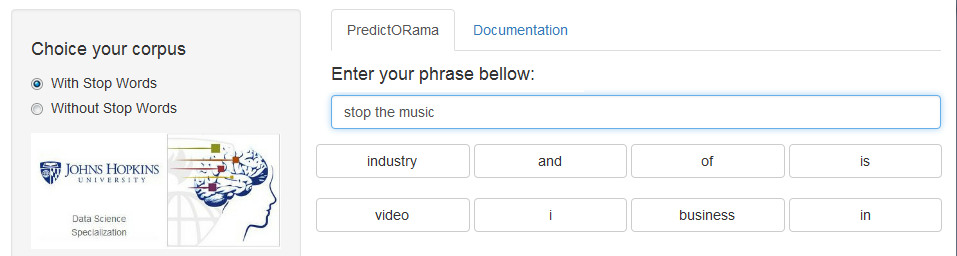 Choice your corpus
With Stop Words
Without Stop Words
JOHNS HOPKINS
UNIVERSITY
Data Science
Specialization
PredictORama Documentation
Enter your phrase bellow:
stop the music
industry and of is
video i business in